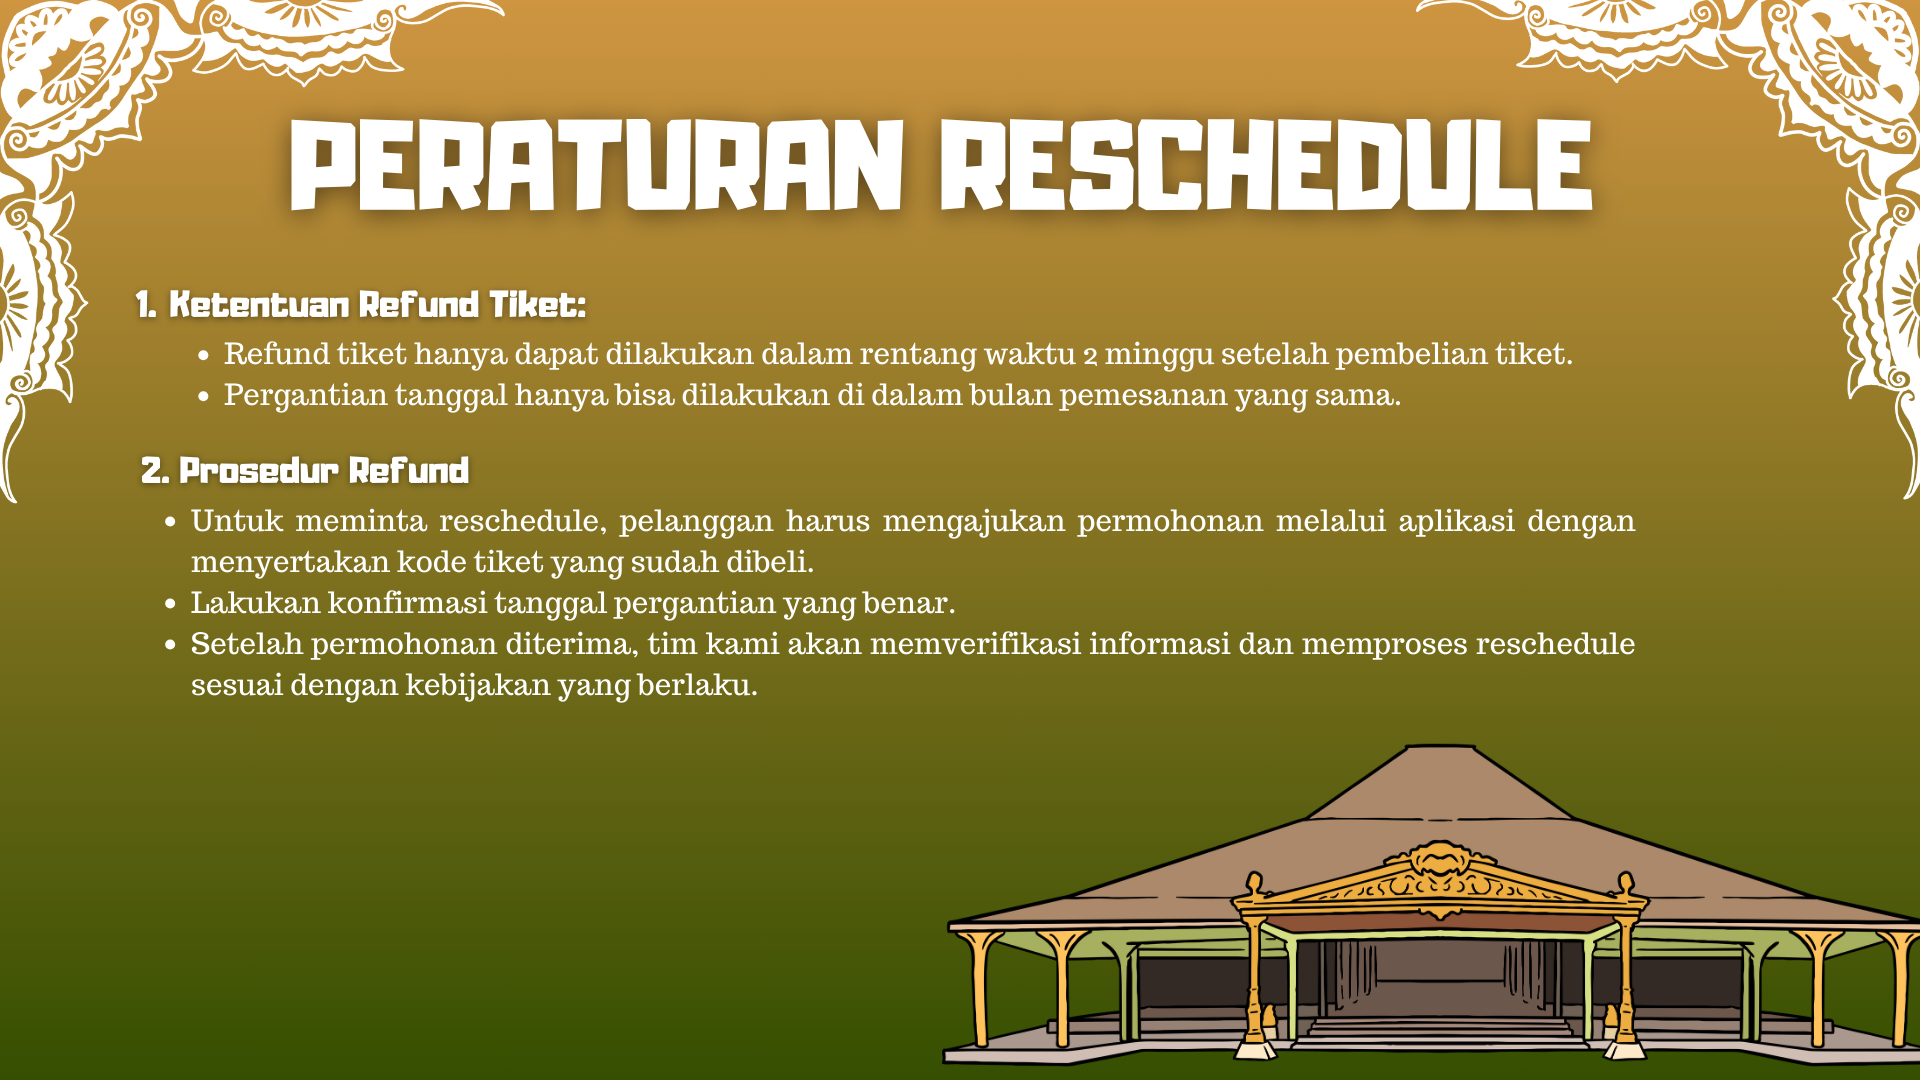 PERATURAN RESCHEDULE
1. Ketentuan Refund Tiket:
• Refund tiket hanya dapat dilakukan dalam rentang waktu 2 minggu setelah pembelian tiket.
• Pergantian tanggal hanya bisa dilakukan di dalam bulan pemesanan yang sama.
2. Prosedur Refund
• Untuk meminta reschedule, pelanggan harus mengajukan permohonan melalui aplikasi dengan
menyertakan kode tiket yang sudah dibeli.
• Lakukan konfirmasi tanggal pergantian yang benar.
• Setelah permohonan diterima, tim kami akan memverifikasi informasi dan memproses reschedule
sesuai dengan kebijakan yang berlaku.